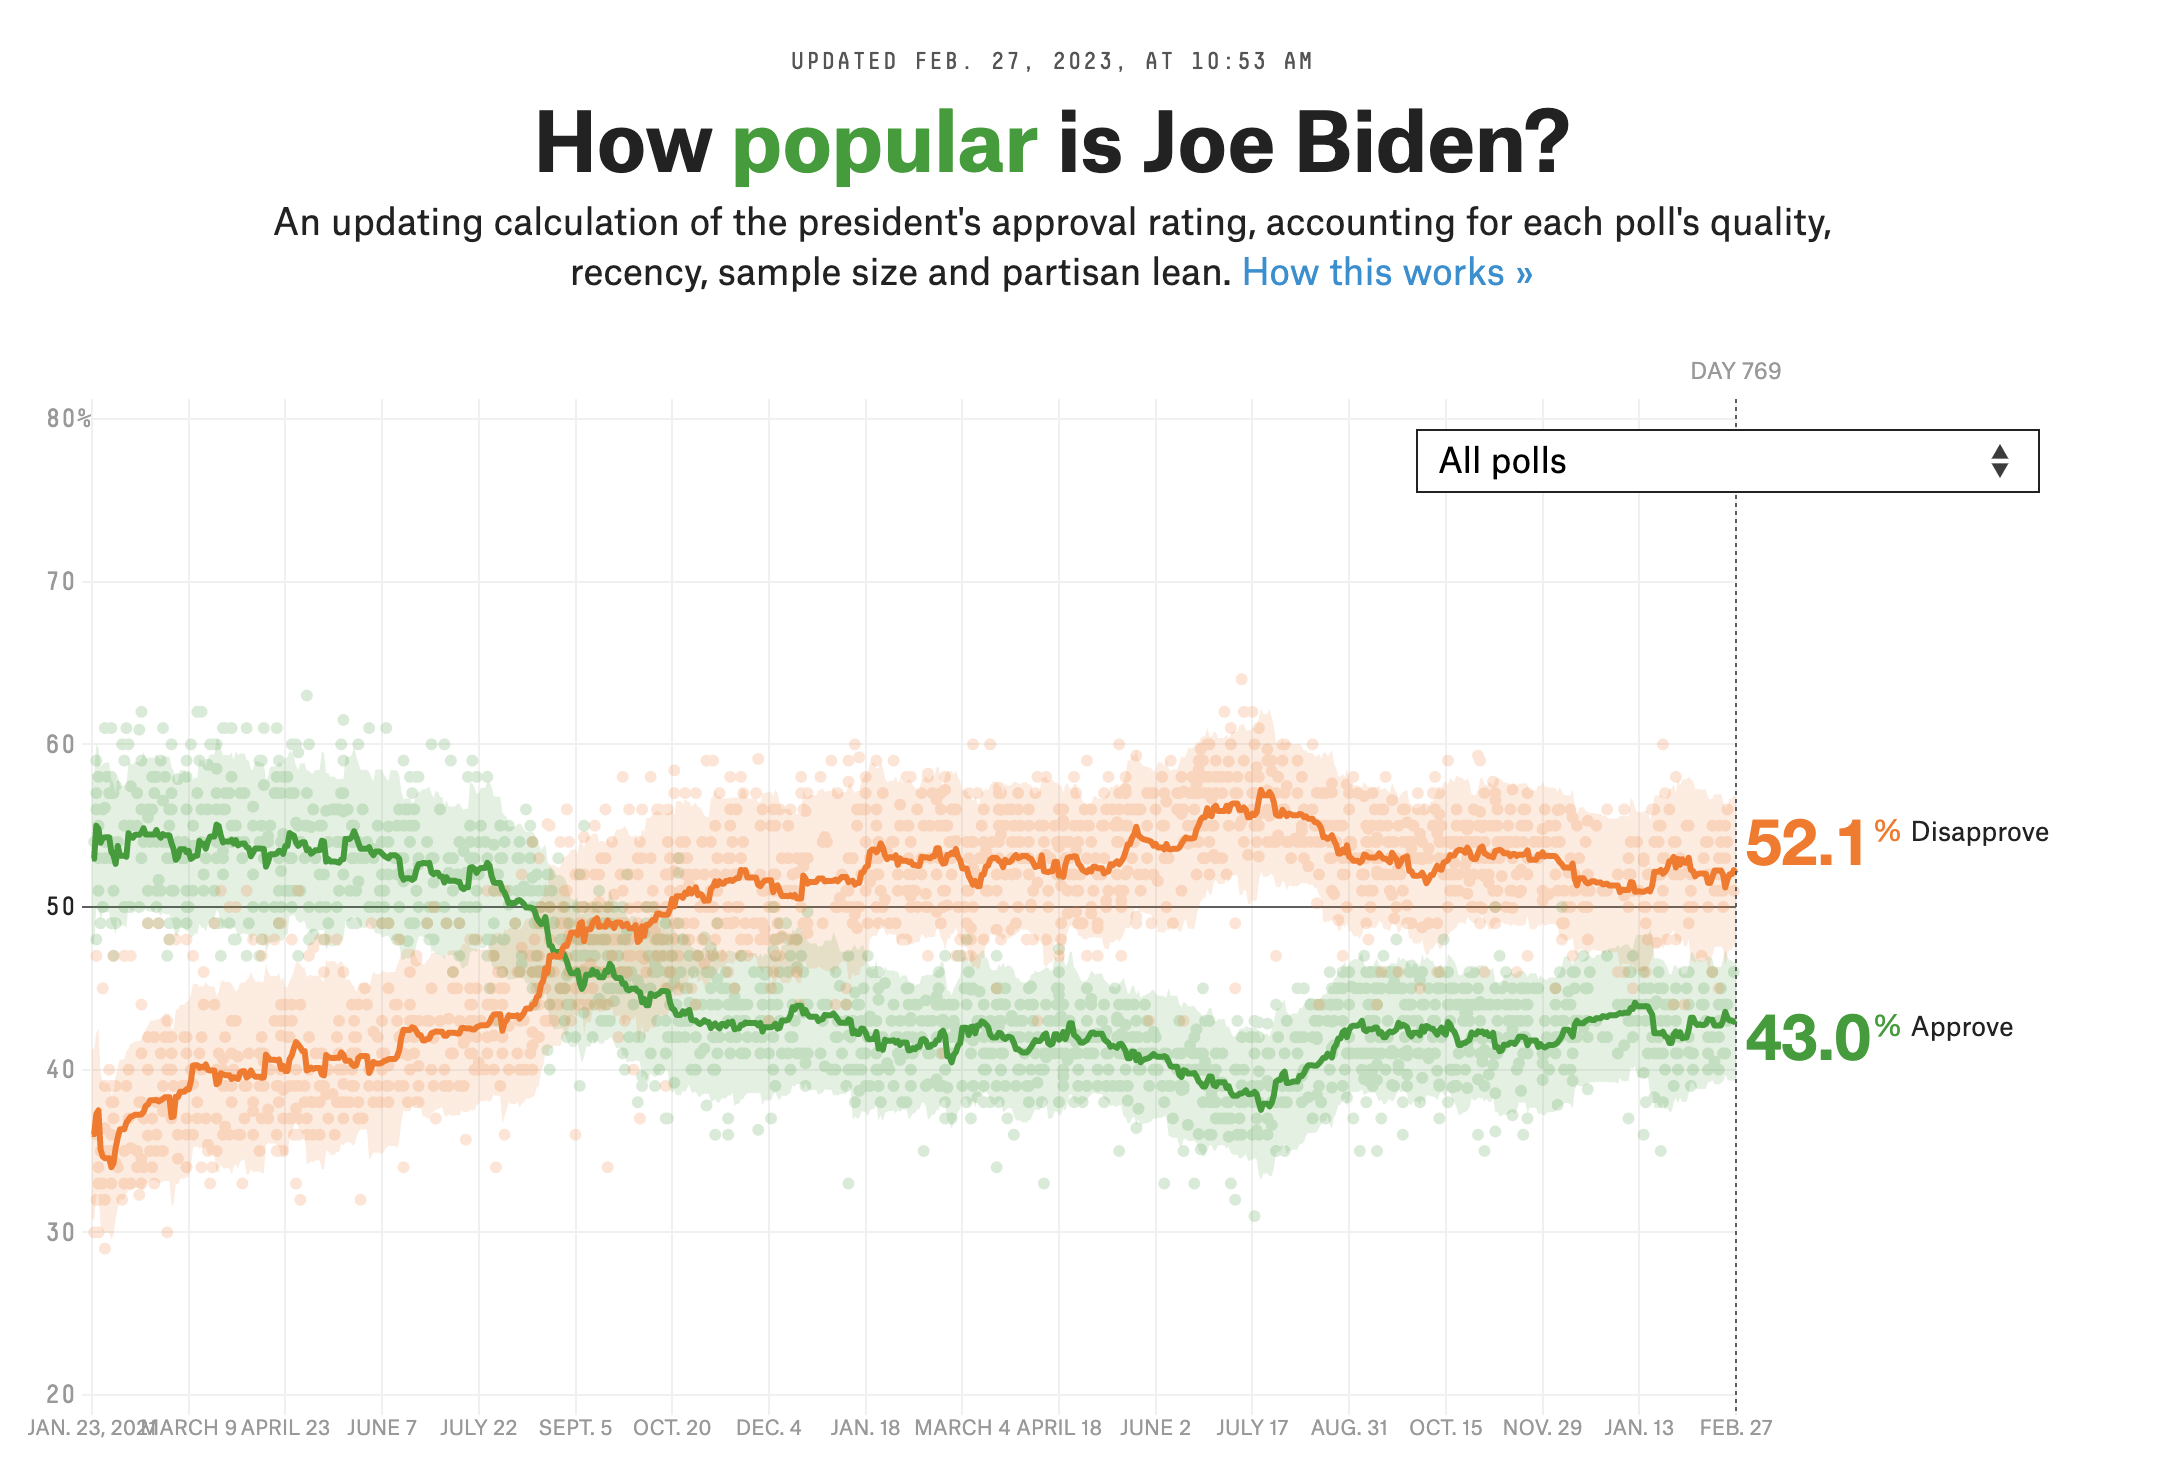 UPDATED FEB. 27, 2023, AT 10:53 AM
How popular is Joe Biden?
An updating calculation of the president's approval rating, accounting for each poll's quality,
recency, sample size and partisan lean. How this works »
DAY 769
80%
All polls
70
60
52.1% Disapprove
50
43.0% Approve
40
30
20
JAN. 23, 2021 MARCH 9 APRIL 23 JUNE 7 JULY 22 SEPT. 5 OCT. 20 DEC. 4 JAN. 18 MARCH 4 APRIL 18 JUNE 2 JULY 17 AUG. 31 OCT. 15 NOV. 29 JAN. 13 FEB. 27